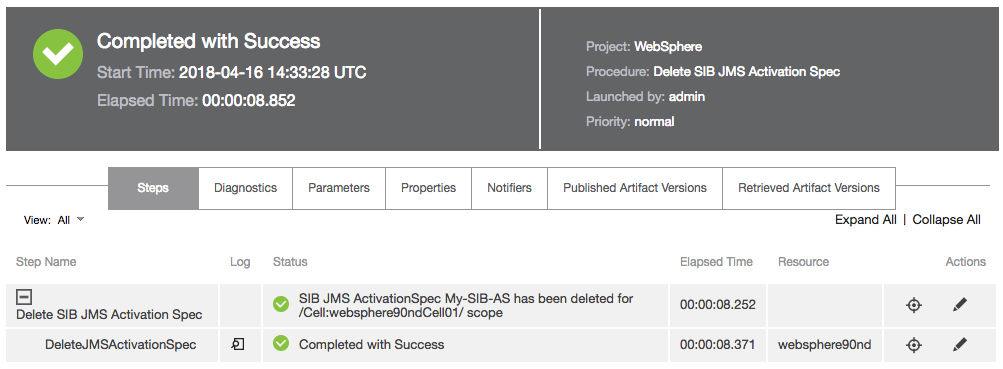 Completed with Success
Start Time: 2018-04-16 14:33:28 UTC
Elapsed Time: 00:00:08.852
Project: WebSphere
Procedure: Delete SIB JMS Activation Spec
Launched by: admin
Priority: normal
Steps Diagnostics Parameters Properties Notifiers Published Artifact Versions Retrieved Artifact Versions
View: All Expand All | Collapse All
Step Name Log Status Elapsed Time Resource Actions
Delete SIB JMS Activation Spec
SIB JMS ActivationSpec My-SIB-AS has been deleted for
/Cell:websphere90ndCell01/ scope
00:00:08.252
DeleteJMSActivationSpec Completed with Success 00:00:08.371 websphere90nd